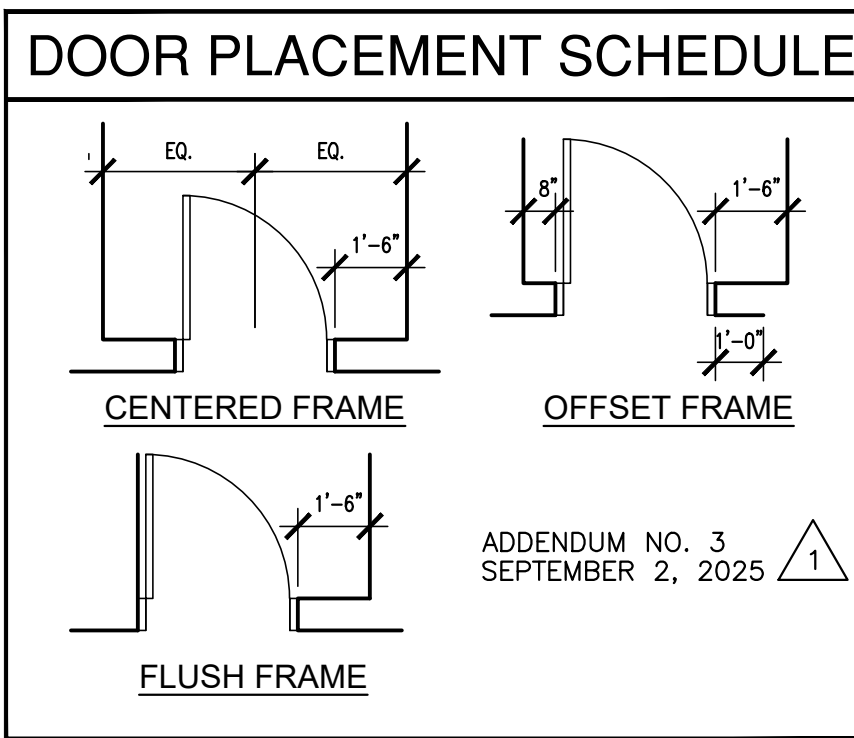 DOOR PLACEMENT SCHEDULE
EQ.
EQ.
1'-6"
CENTERED FRAME
8"
1'-6"
1'-0"
OFFSET FRAME
1'-6"
FLUSH FRAME
ADDENDUM NO. 3
SEPTEMBER 2, 2025
1